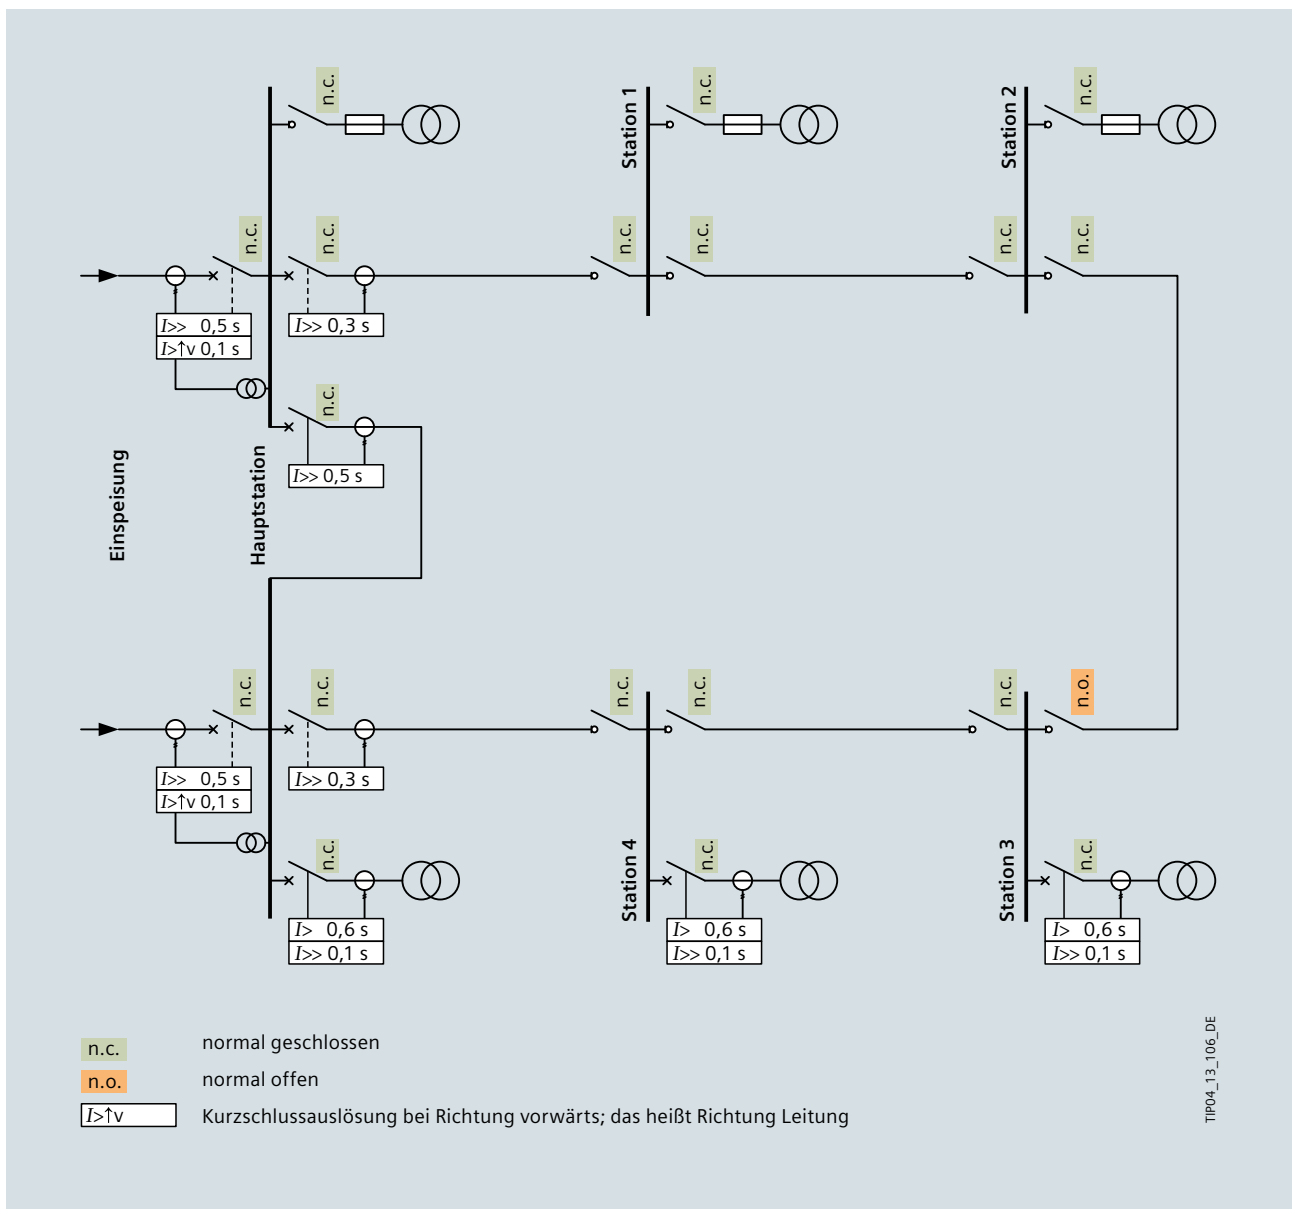 n.c.
n.c.
n.c.
Station 1
Station 2
n.c.
n.c.
n.c.
n.c.
n.c.
n.c.
I>> 0,5 s
I>↑v 0,1 s
I>> 0,3 s
n.c.
I>> 0,5 s
Einspeisung
Hauptstation
n.c.
n.c.
n.c.
n.c.
n.c.
n.o.
I>> 0,5 s
I>↑v 0,1 s
I>> 0,3 s
n.c.
Station 4
n.c.
Station 3
n.c.
I> 0,6 s
I>> 0,1 s
I> 0,6 s
I>> 0,1 s
I> 0,6 s
I>> 0,1 s
n.c. normal geschlossen
n.o. normal offen
I>↑v Kurzschlussauslösung bei Richtung vorwärts; das heißt Richtung Leitung
TIP04_13_106_DE